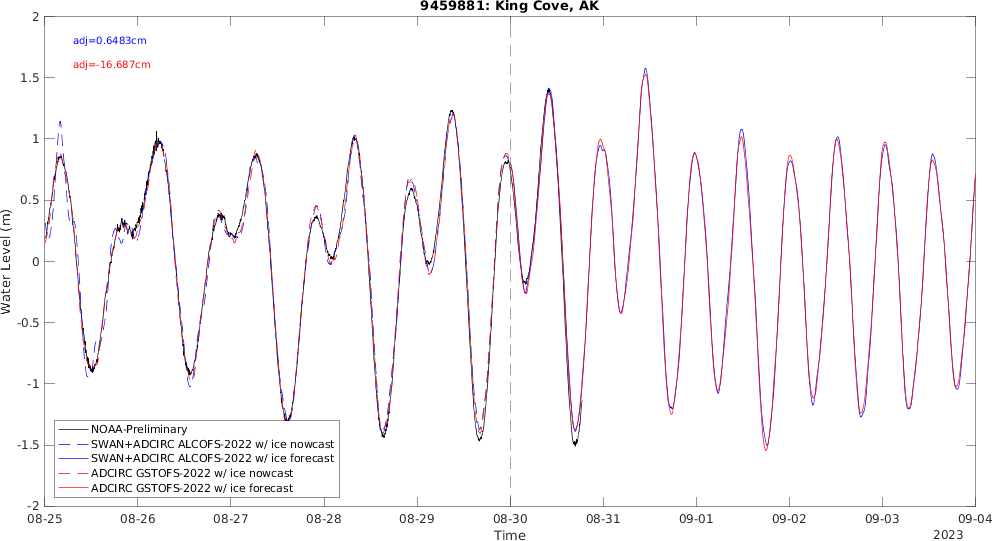 9459881: King Cove, AK
adj=0.6483cm
adj=-16.687cm
2
1.5
1
0.5
0
-0.5
-1
-1.5
-2
Water Level (m)
NOAA-Preliminary
SWAN+ADCIRC ALCOFS-2022 w/ ice nowcast
SWAN+ADCIRC ALCOFS-2022 w/ ice forecast
ADCIRC GSTOFS-2022 w/ ice nowcast
ADCIRC GSTOFS-2022 w/ ice forecast
08-25 08-26 08-27 08-28 08-29 08-30 08-31 09-01 09-02 09-03 09-04
Time
2023